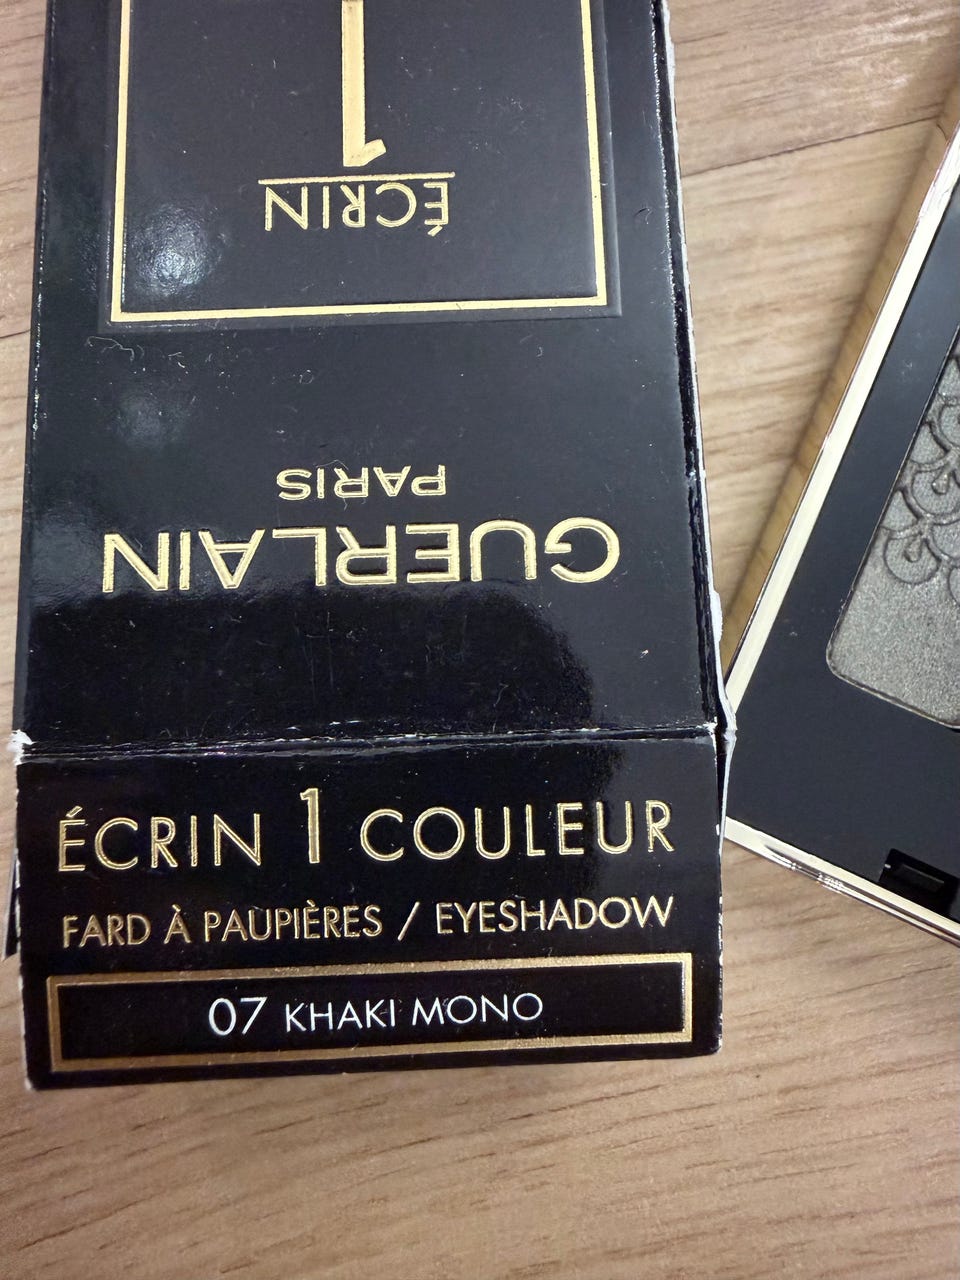 1
ÉCRIN
PARIS
GUERLAIN
ÉCRIN 1 COULEUR
FARD À PAUPIÈRES / EYESHADOW
07 KHAKI MONO